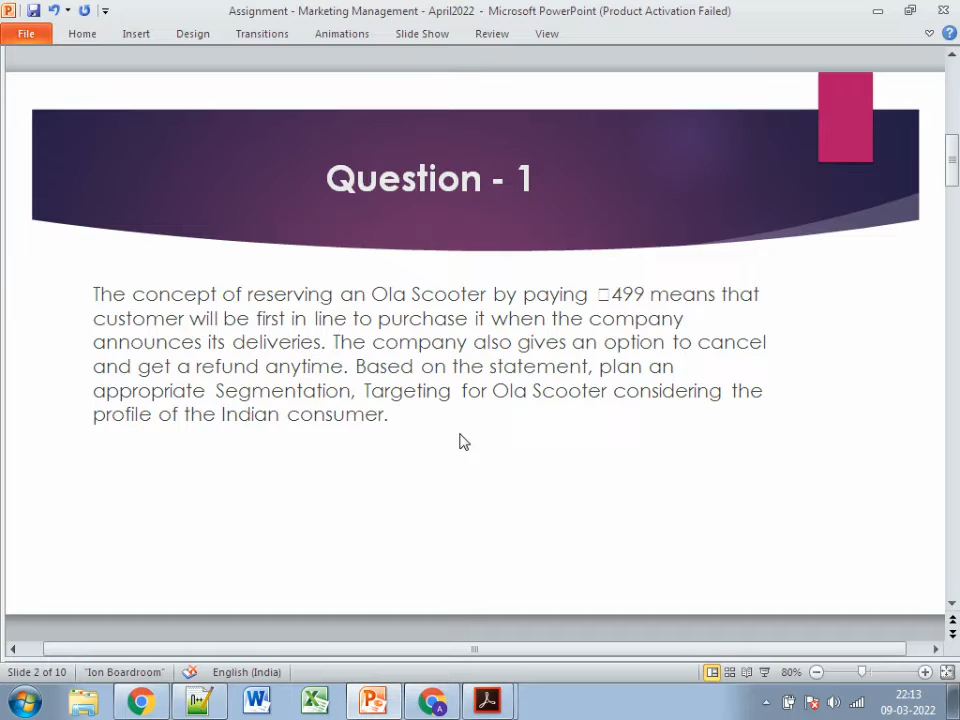 Assignment - Marketing Management - April2022 - Microsoft PowerPoint (Product Activation Failed)
File Home Insert Design Transitions Animations Slide Show Review View
Question - 1
The concept of reserving an Ola Scooter by paying □499 means that
customer will be first in line to purchase it when the company
announces its deliveries. The company also gives an option to cancel
and get a refund anytime. Based on the statement, plan an
appropriate Segmentation, Targeting for Ola Scooter considering the
profile of the Indian consumer.
Slide 2 of 10 "Ion Boardroom" English (India) 80%
22:13
09-03-2022